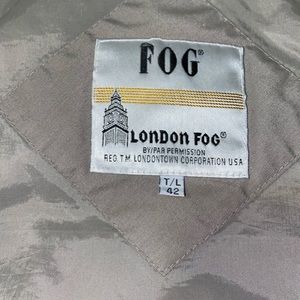 FOG®
LONDON FOG®
BY/PAR PERMISSION
REG. T.M. LONDONTOWN CORPORATION USA
T/L
42